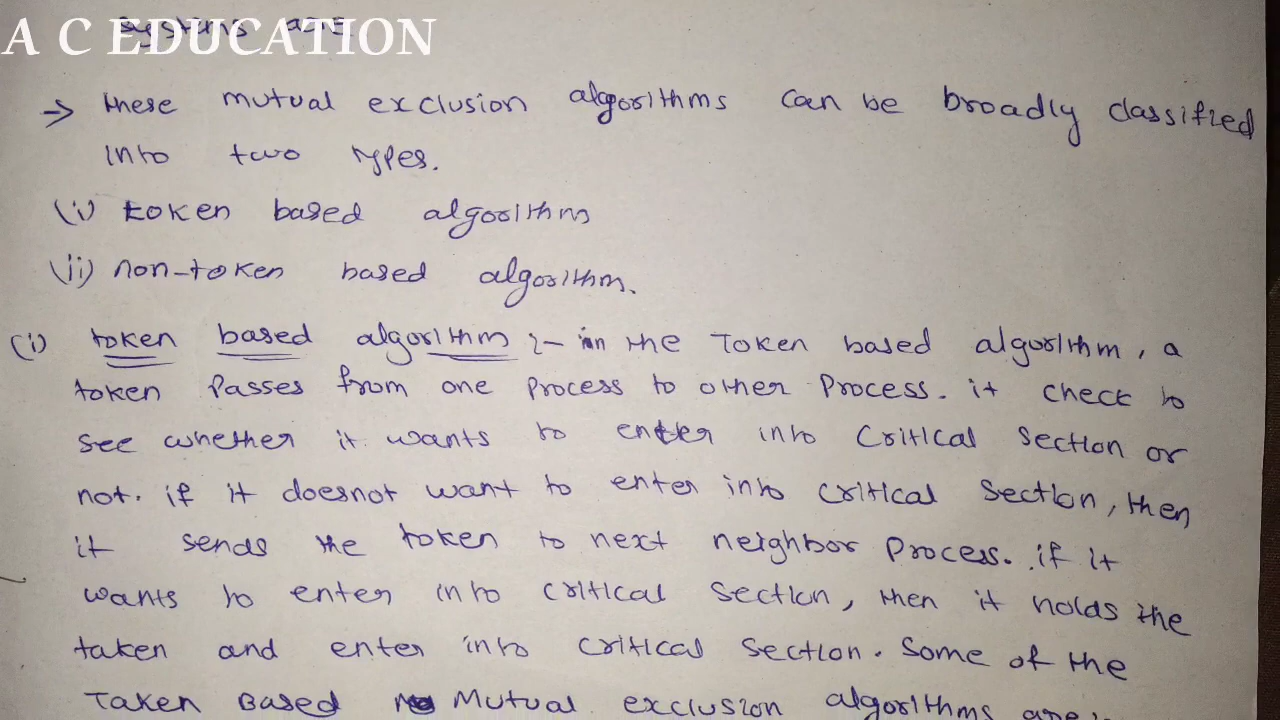 systems are
A C EDUCATION
→ these mutual exclusion algorithms can be broadly classified
into two types.
(i) token based algorithm
(ii) non-token based algorithm.
(i) token based algorithm :- in the Token based algorithm, a
token passes from one process to other process. it check to
see whether it wants to enter into critical section or
not. if it doesnot want to enter into critical section, then
it sends the token to next neighbor process. if it
wants to enter into critical section, then it holds the
taken and enter into critical section. Some of the
Taken Based Mutual exclusion algorithms are:-